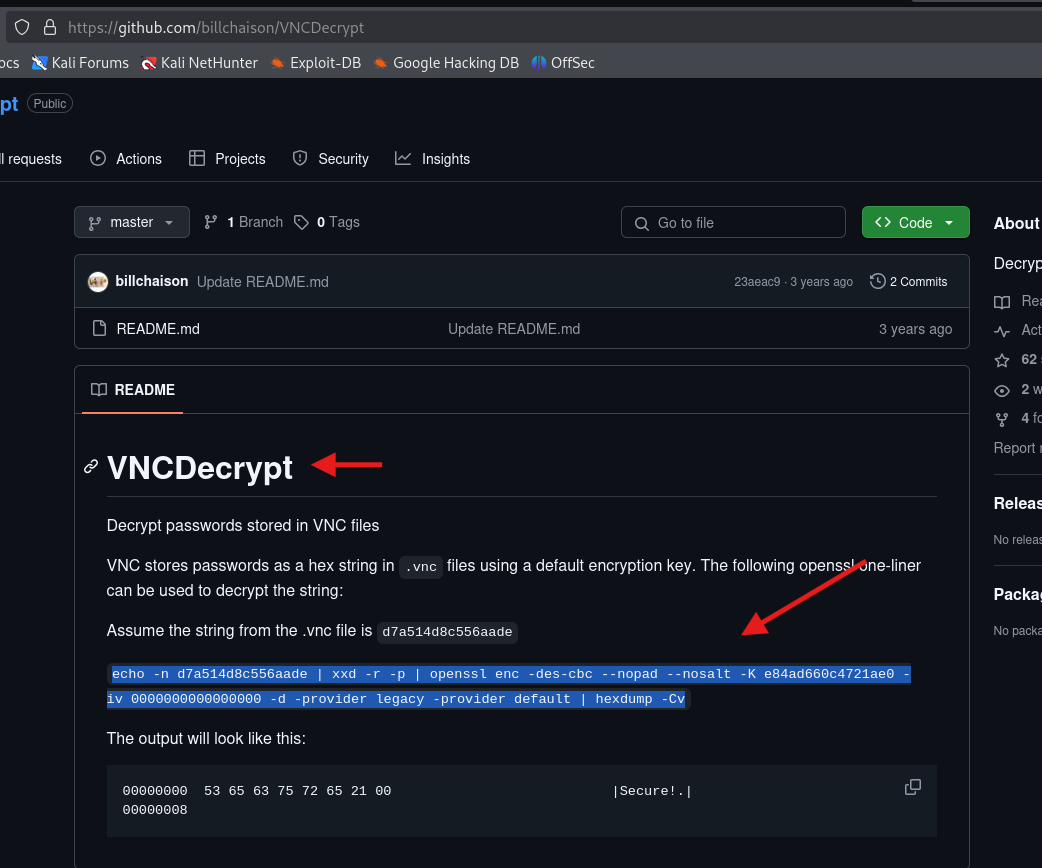 https://github.com/billchaison/VNCDecrypt
ocs Kali Forums Kali NetHunter Exploit-DB Google Hacking DB OffSec
pt Public
ll requests Actions Projects Security Insights
master 1 Branch 0 Tags Go to file Code About
billchaison Update README.md 23aeac9 · 3 years ago 2 Commits Decryp
README.md Update README.md 3 years ago
Rea
Act
62 s
2 w
4 fo
Report r
README
VNCDecrypt
Releas
No releas
Decrypt passwords stored in VNC files
VNC stores passwords as a hex string in .vnc files using a default encryption key. The following openssl one-liner
can be used to decrypt the string:
Packag
No packa
Assume the string from the .vnc file is d7a514d8c556aade
echo -n d7a514d8c556aade | xxd -r -p | openssl enc -des-cbc --nopad --nosalt -K e84ad660c4721ae0 -
iv 0000000000000000 -d -provider legacy -provider default | hexdump -Cv
The output will look like this:
00000000  53 65 63 75 72 65 21 00                           |Secure!.|
00000008